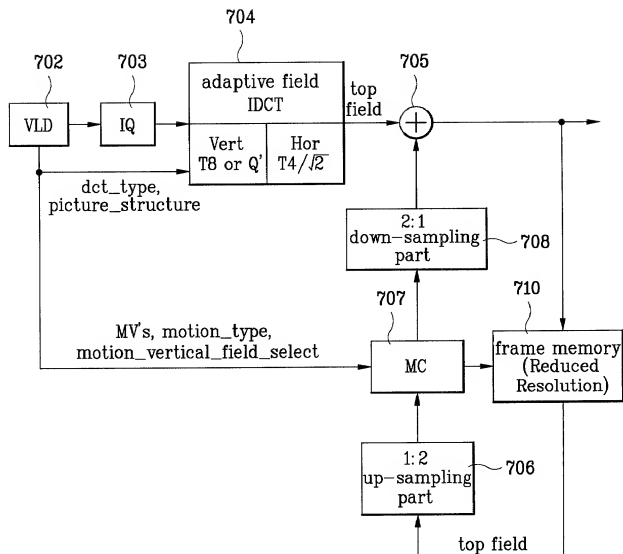 704
702
703
705
adaptive field
IDCT
top
field
VLD
IQ
Vert
T8 or Q'
Hor
T4/√2
dct_type,
picture_structure
2:1
down-sampling
part
708
710
707
MV's, motion_type,
motion_vertical_field_select
MC
frame memory
(Reduced
Resolution)
1:2
up-sampling
part
706
top field